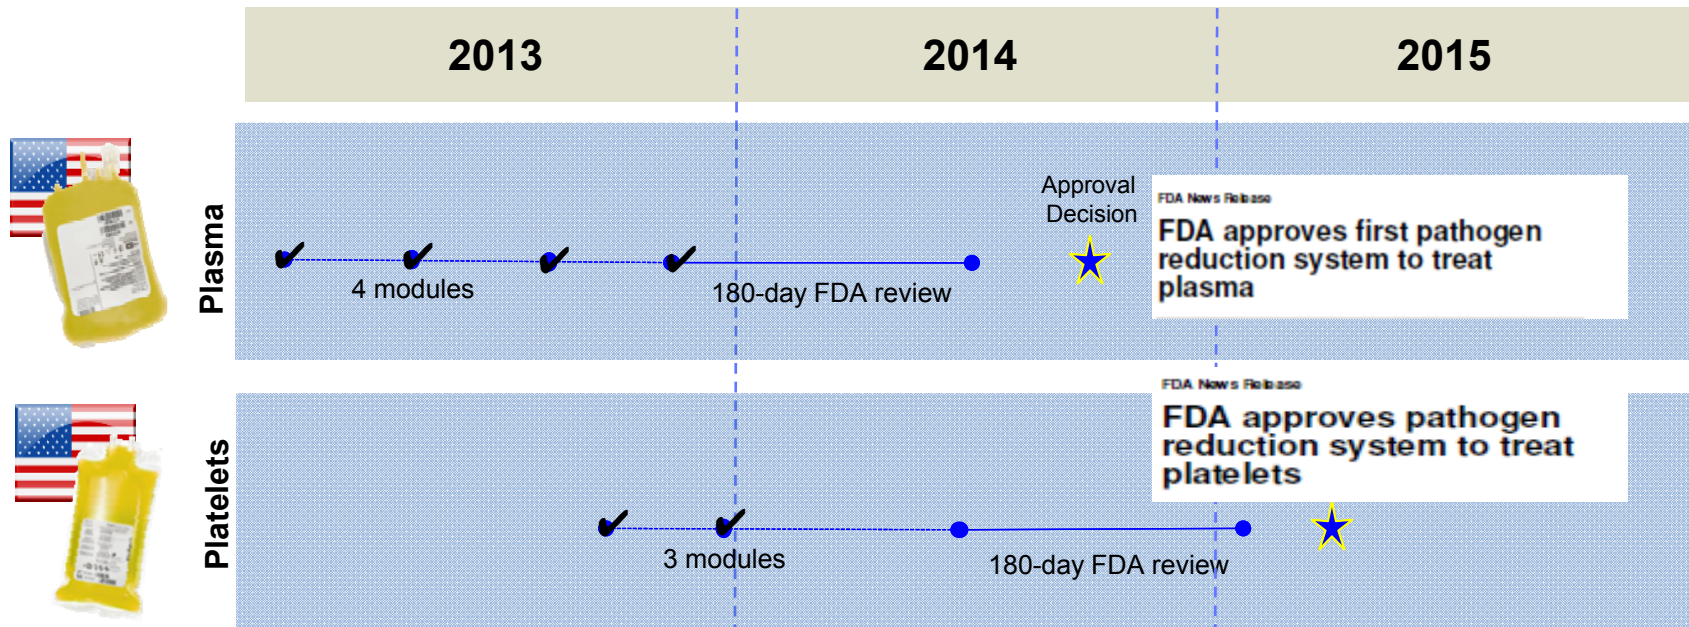 2013
2014
2015
Plasma
4 modules
180-day FDA review
Approval
Decision
FDA News Release
FDA approves first pathogen
reduction system to treat
plasma
Platelets
3 modules
180-day FDA review
FDA News Release
FDA approves pathogen
reduction system to treat
platelets